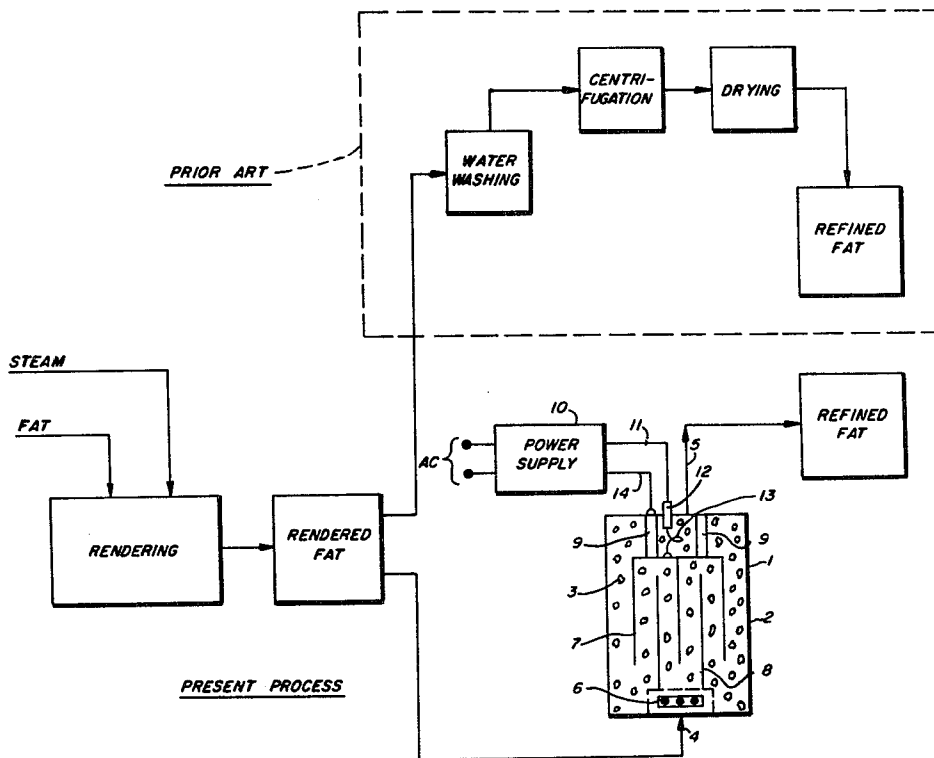 CENTRI-
FUGATION
DRYING
WATER
WASHING
PRIOR ART
REFINED
FAT
STEAM
FAT
RENDERING
RENDERED
FAT
AC
POWER
SUPPLY
10
11
12
13
14
5
REFINED
FAT
9
9
1
3
2
7
8
6
4
PRESENT PROCESS